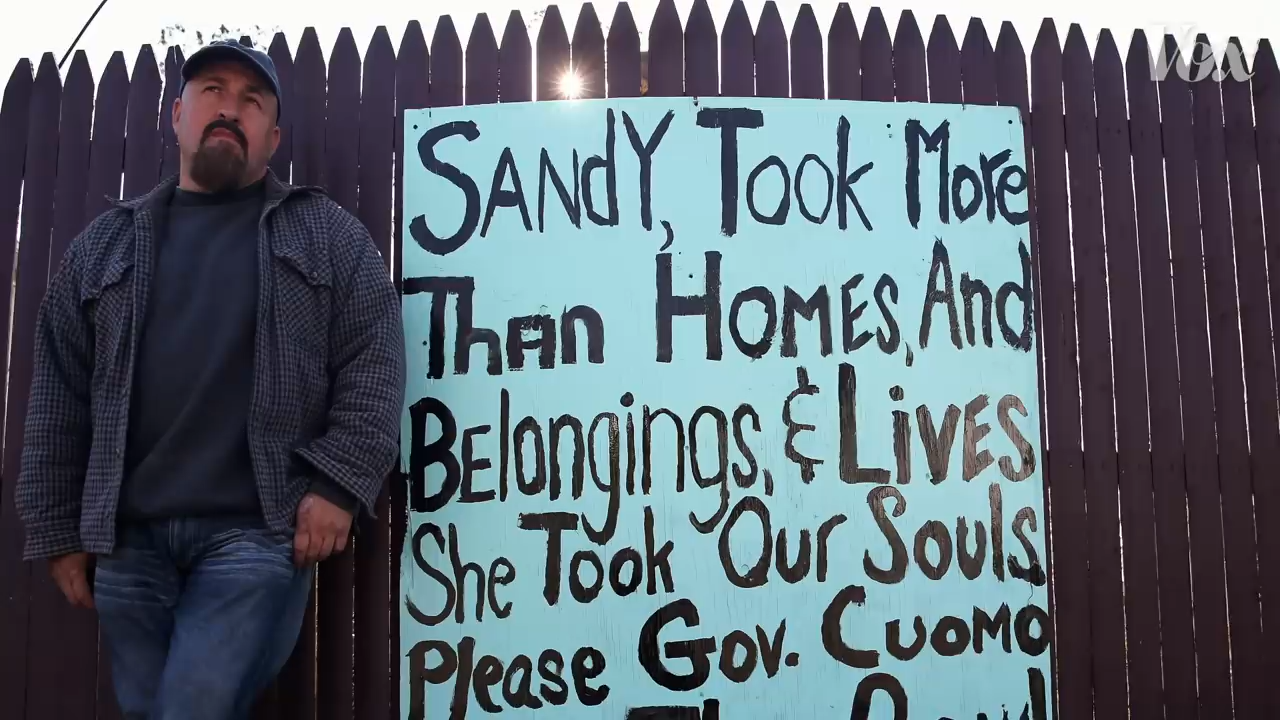 Vox
SANdY, Took More
Than HOMES, And
BElongings, & LiVES
She Took Our Souls
Please Gov. Cuomo